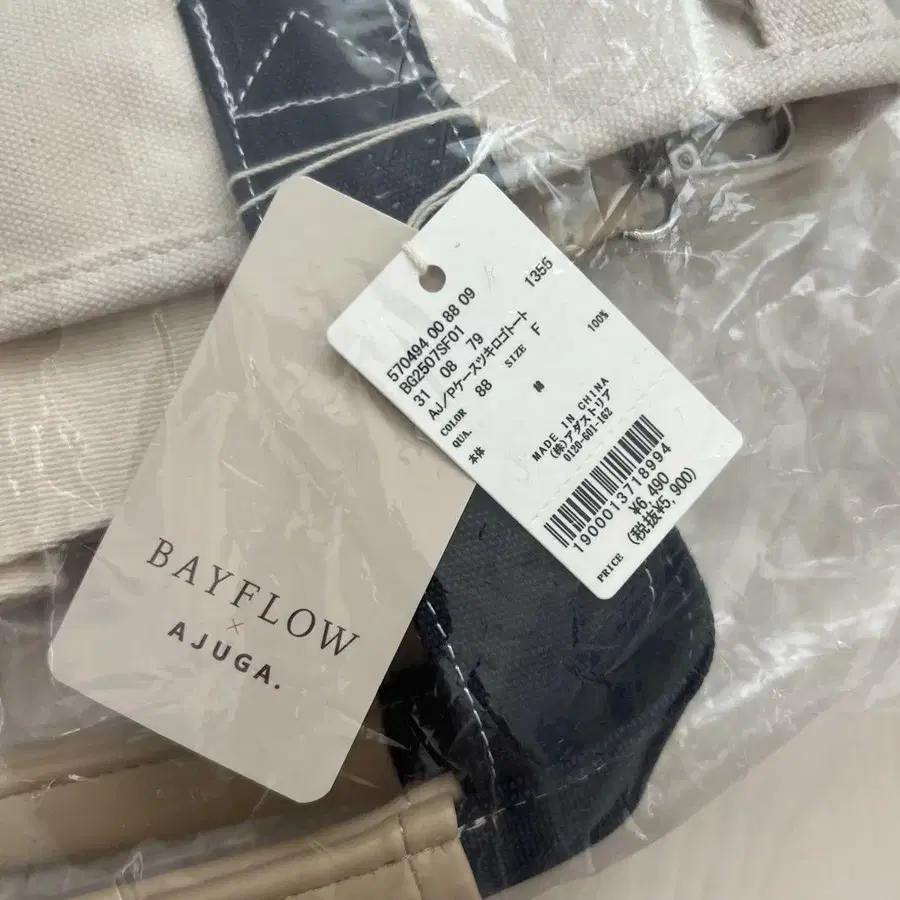 BAYFLOW
×
AJUGA.
1355
570494 00 88 09
BG2507SF01
31 08 79
AJ/Pケースツキロゴトート
COLOR 88 SIZE F
QUA.
本体 綿 100%
MADE IN CHINA
(株)アダストリア
0120-601-162
1900013718994
PRICE ¥6,490
(税抜¥5,900)